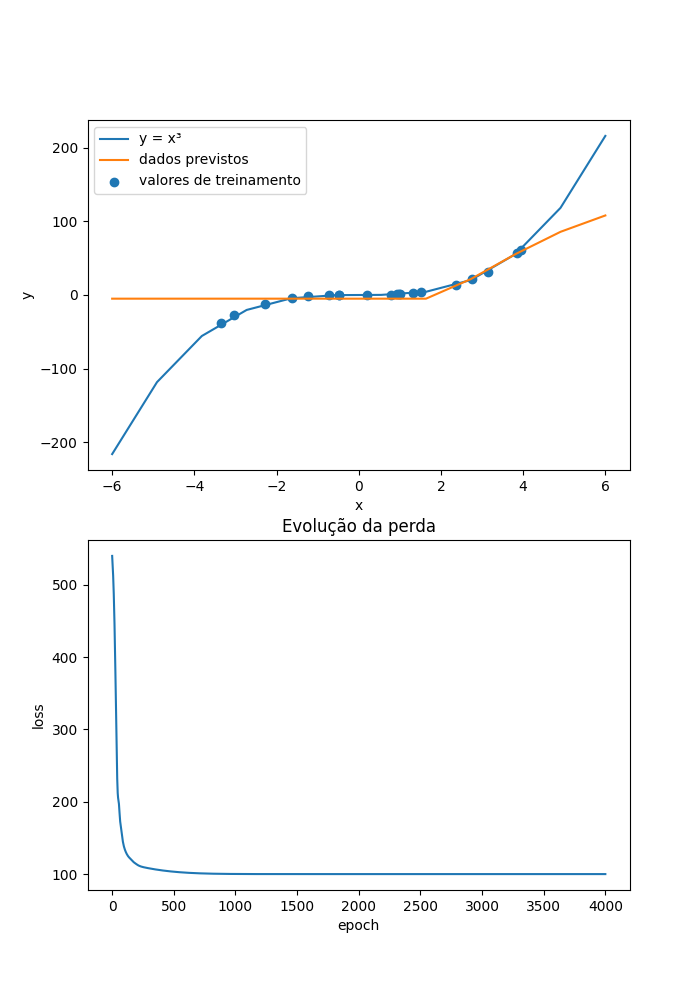 y = x³
dados previstos
valores de treinamento
200
100
0
−100
−200
y
−6 −4 −2 0 2 4 6
x
Evolução da perda
500
400
300
200
100
loss
0 500 1000 1500 2000 2500 3000 3500 4000
epoch